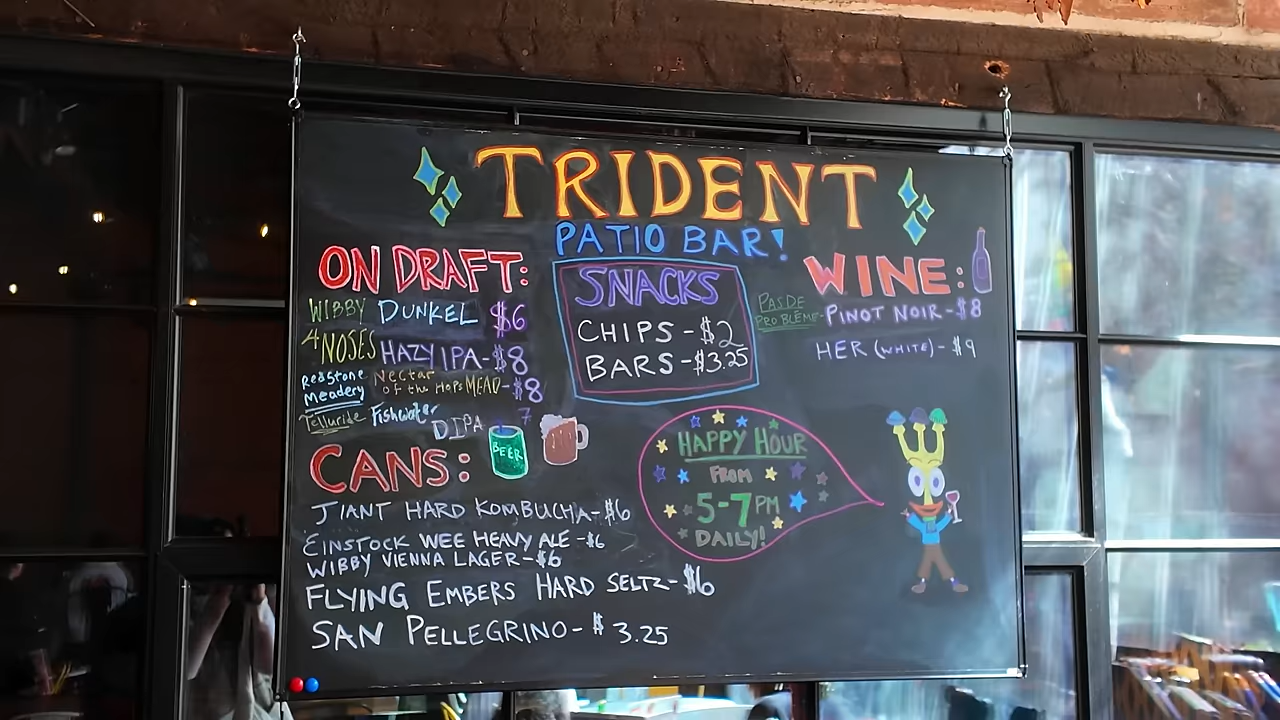 TRIDENT
PATIO BAR!
ON DRAFT:
WIBBY DUNKEL $6
4 NOSES HAZY IPA-$8
Redstone Meadery Nectar of the Hops MEAD-$8
Telluride Fishwater DIPA 7
BEER
CANS:
JIANT HARD KOMBUCHA-$6
EINSTOCK WEE HEAVY ALE-$6
WIBBY VIENNA LAGER-$6
FLYING EMBERS HARD SELTZ-$6
SAN PELLEGRINO-$3.25
SNACKS
CHIPS-$2
BARS-$3.25
WINE:
PAS DE PROBLÈME-PINOT NOIR-$8
HER (WHITE)-$9
HAPPY HOUR
FROM
5-7PM
DAILY!